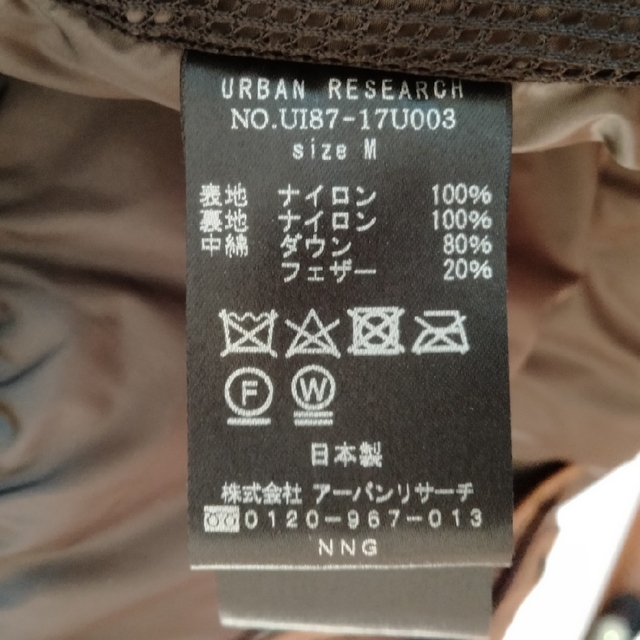 URBAN RESEARCH
NO.UI87-17U003
size M
表地 ナイロン 100%
裏地 ナイロン 100%
中綿 ダウン 80%
フェザー 20%
F W
日本製
株式会社 アーバンリサーチ
0120-967-013
NNG